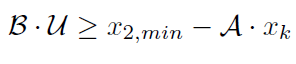 𝓑 · 𝓤 ≥ x_{2,min} − 𝓐 · x_k